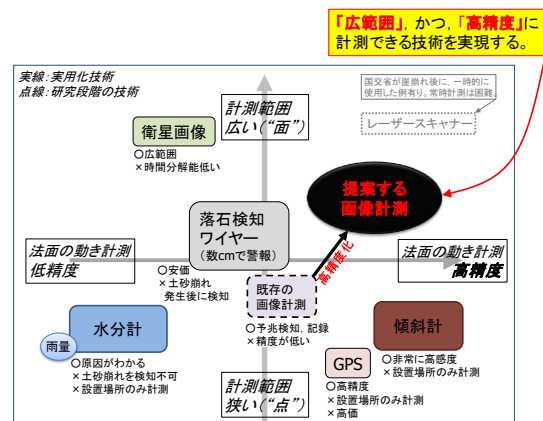 「広範囲」, かつ, 「高精度」に
計測できる技術を実現する。
実線：実用化技術
点線：研究段階の技術
計測範囲
広い(“面”)
国交省が崖崩れ後に、一時的に
使用した例有り。常時計測は困難。
レーザースキャナー
衛星画像
○広範囲
×時間分解能低い
提案する
画像計測
落石検知
ワイヤー
(数cmで警報)
法面の動き計測
低精度
法面の動き計測
高精度
高精度化
○安価
×土砂崩れ
発生後に検知
既存の
画像計測
○予兆検知, 記録
×精度が低い
水分計
雨量
○原因がわかる
×土砂崩れを検知不可
×設置場所のみ計測
傾斜計
○非常に高感度
×設置場所のみ計測
GPS
○高精度
×設置場所のみ計測
×高価
計測範囲
狭い(“点”)